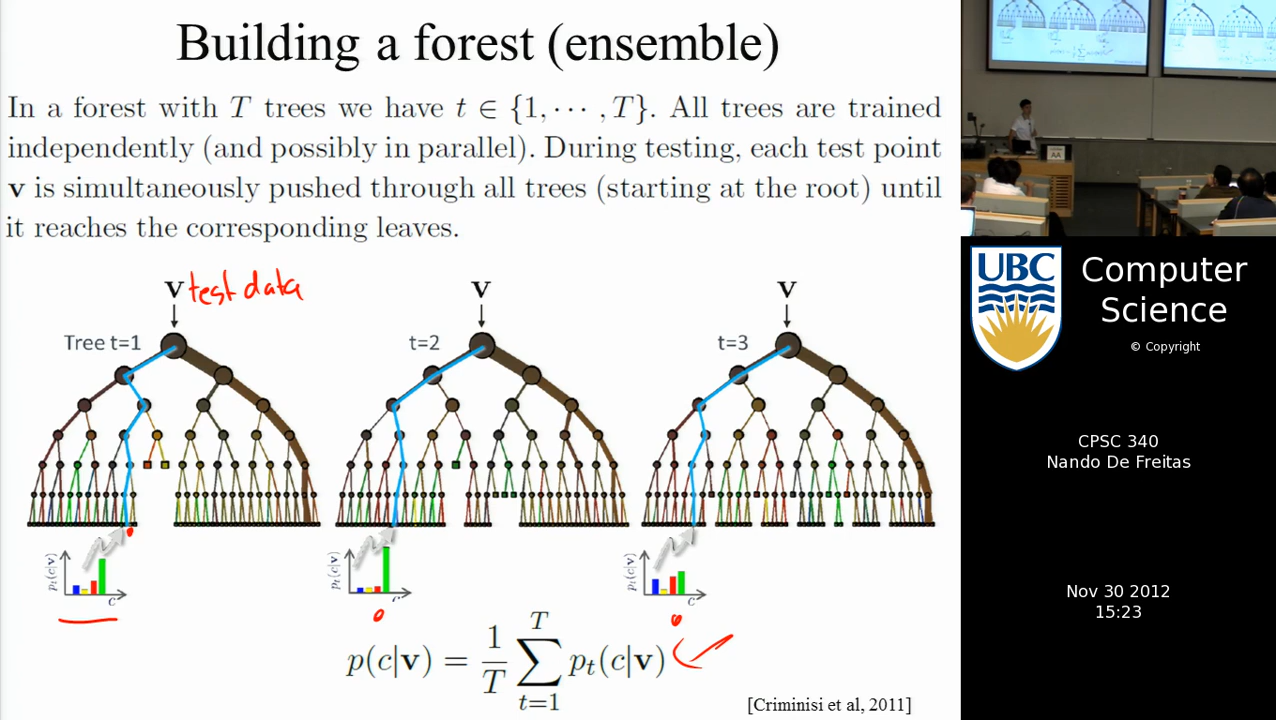 Building a forest (ensemble)
In a forest with T trees we have t ∈ {1, ⋯ , T}. All trees are trained
independently (and possibly in parallel). During testing, each test point
v is simultaneously pushed through all trees (starting at the root) until
it reaches the corresponding leaves.
v test data
v
v
Tree t=1
t=2
t=3
p_t(c|v)
c
p_t(c|v)
c
p_t(c|v)
c
p(c|v) = 1/T ∑_{t=1}^{T} p_t(c|v)
[Criminisi et al, 2011]
AA
UBC
Computer
Science
© Copyright
CPSC 340
Nando De Freitas
Nov 30 2012
15:23